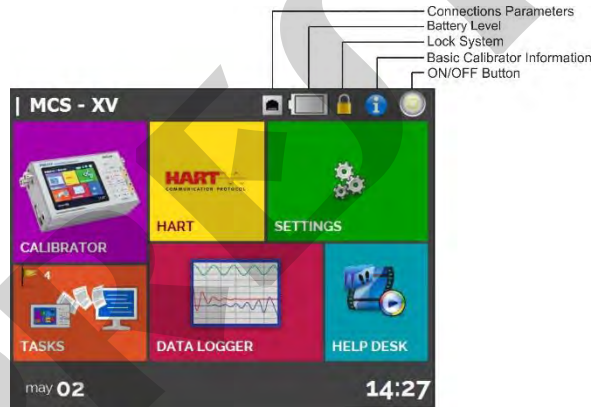 Connections Parameters
Battery Level
Lock System
Basic Calibrator Information
ON/OFF Button
| MCS - XV
HART
COMMUNICATION PROTOCOL
CALIBRATOR
HART
SETTINGS
4
TASKS
DATA LOGGER
HELP DESK
may 02
14:27